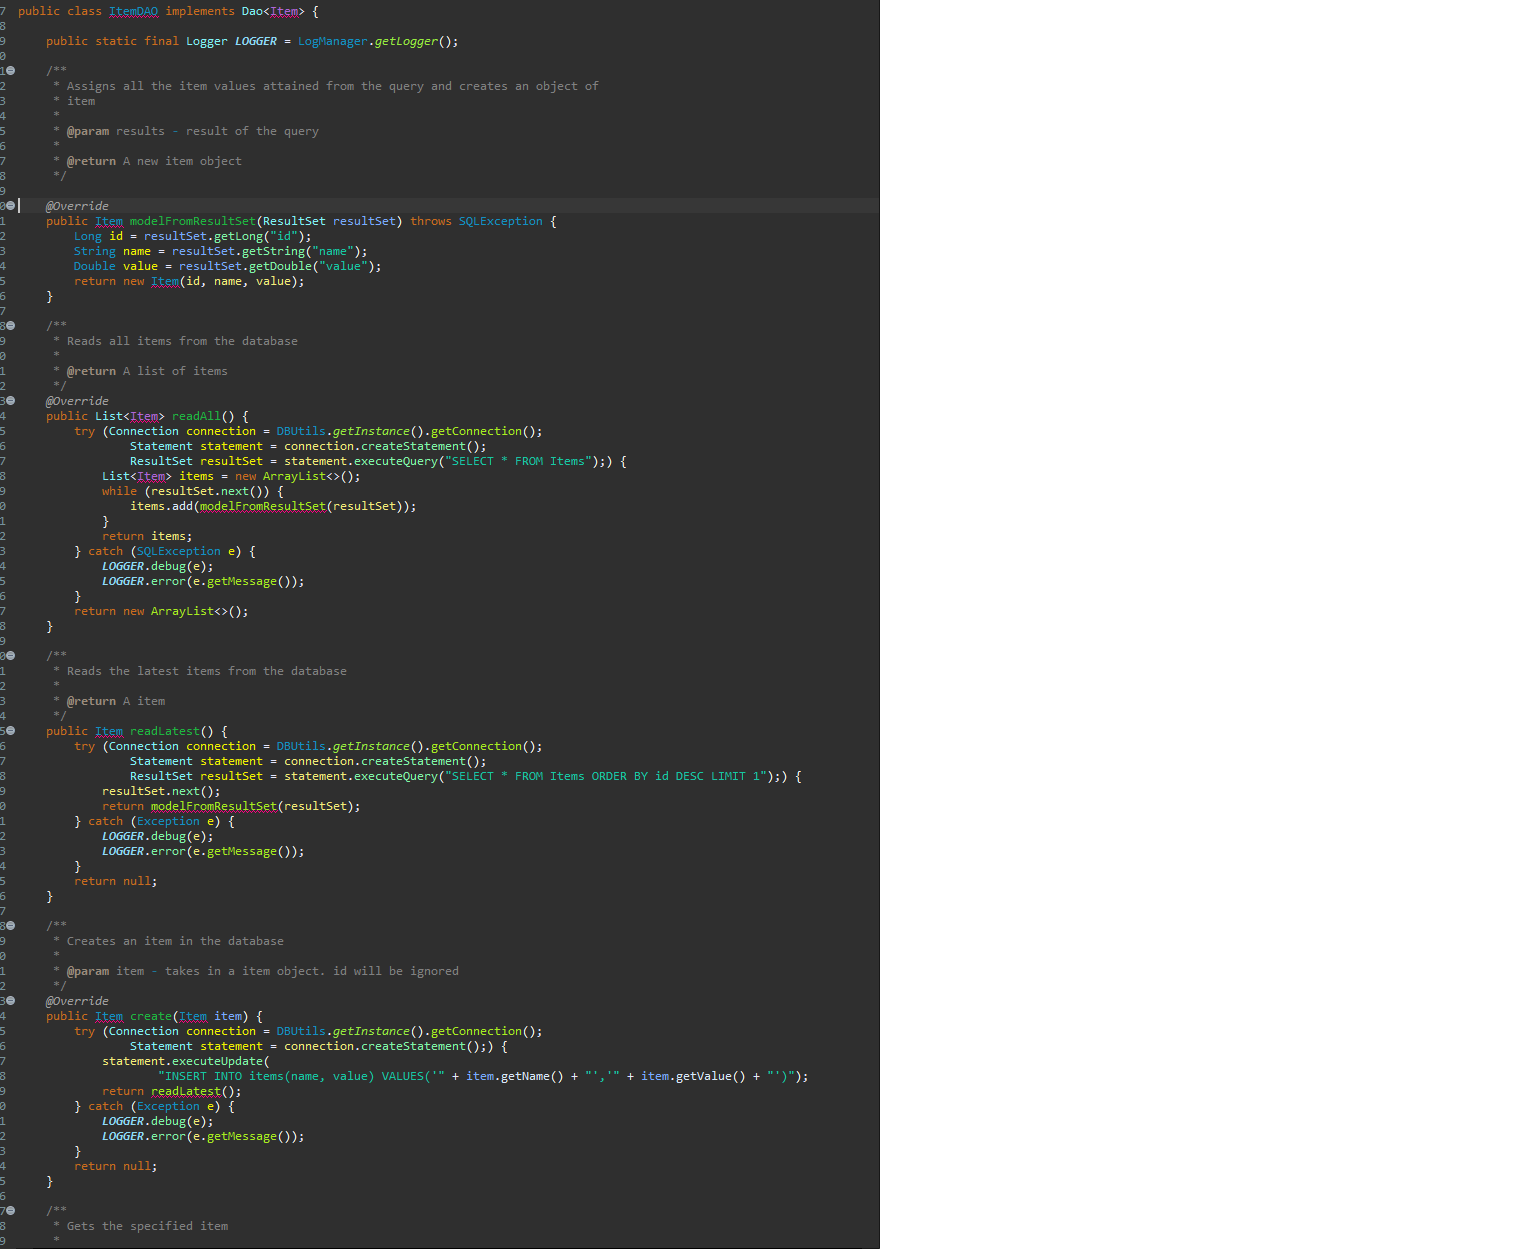 7 public class ItemDAO implements Dao<Item> {
8
9     public static final Logger LOGGER = LogManager.getLogger();
0
1     /**
2      * Assigns all the item values attained from the query and creates an object of
3      * item
4      *
5      * @param results - result of the query
6      *
7      * @return A new item object
8      */
9
0     @Override
1     public Item modelFromResultSet(ResultSet resultSet) throws SQLException {
2         Long id = resultSet.getLong("id");
3         String name = resultSet.getString("name");
4         Double value = resultSet.getDouble("value");
5         return new Item(id, name, value);
6     }
7
8     /**
9      * Reads all items from the database
0      *
1      * @return A list of items
2      */
3     @Override
4     public List<Item> readAll() {
5         try (Connection connection = DBUtils.getInstance().getConnection();
6                 Statement statement = connection.createStatement();
7                 ResultSet resultSet = statement.executeQuery("SELECT * FROM Items");) {
8             List<Item> items = new ArrayList<>();
9             while (resultSet.next()) {
0                 items.add(modelFromResultSet(resultSet));
1             }
2             return items;
3         } catch (SQLException e) {
4             LOGGER.debug(e);
5             LOGGER.error(e.getMessage());
6         }
7         return new ArrayList<>();
8     }
9
0     /**
1      * Reads the latest items from the database
2      *
3      * @return A item
4      */
5     public Item readLatest() {
6         try (Connection connection = DBUtils.getInstance().getConnection();
7                 Statement statement = connection.createStatement();
8                 ResultSet resultSet = statement.executeQuery("SELECT * FROM Items ORDER BY id DESC LIMIT 1");) {
9             resultSet.next();
0             return modelFromResultSet(resultSet);
1         } catch (Exception e) {
2             LOGGER.debug(e);
3             LOGGER.error(e.getMessage());
4         }
5         return null;
6     }
7
8     /**
9      * Creates an item in the database
0      *
1      * @param item - takes in a item object. id will be ignored
2      */
3     @Override
4     public Item create(Item item) {
5         try (Connection connection = DBUtils.getInstance().getConnection();
6                 Statement statement = connection.createStatement();) {
7             statement.executeUpdate(
8                     "INSERT INTO items(name, value) VALUES('" + item.getName() + "','" + item.getValue() + "')");
9             return readLatest();
0         } catch (Exception e) {
1             LOGGER.debug(e);
2             LOGGER.error(e.getMessage());
3         }
4         return null;
5     }
6
7     /**
8      * Gets the specified item
9      *